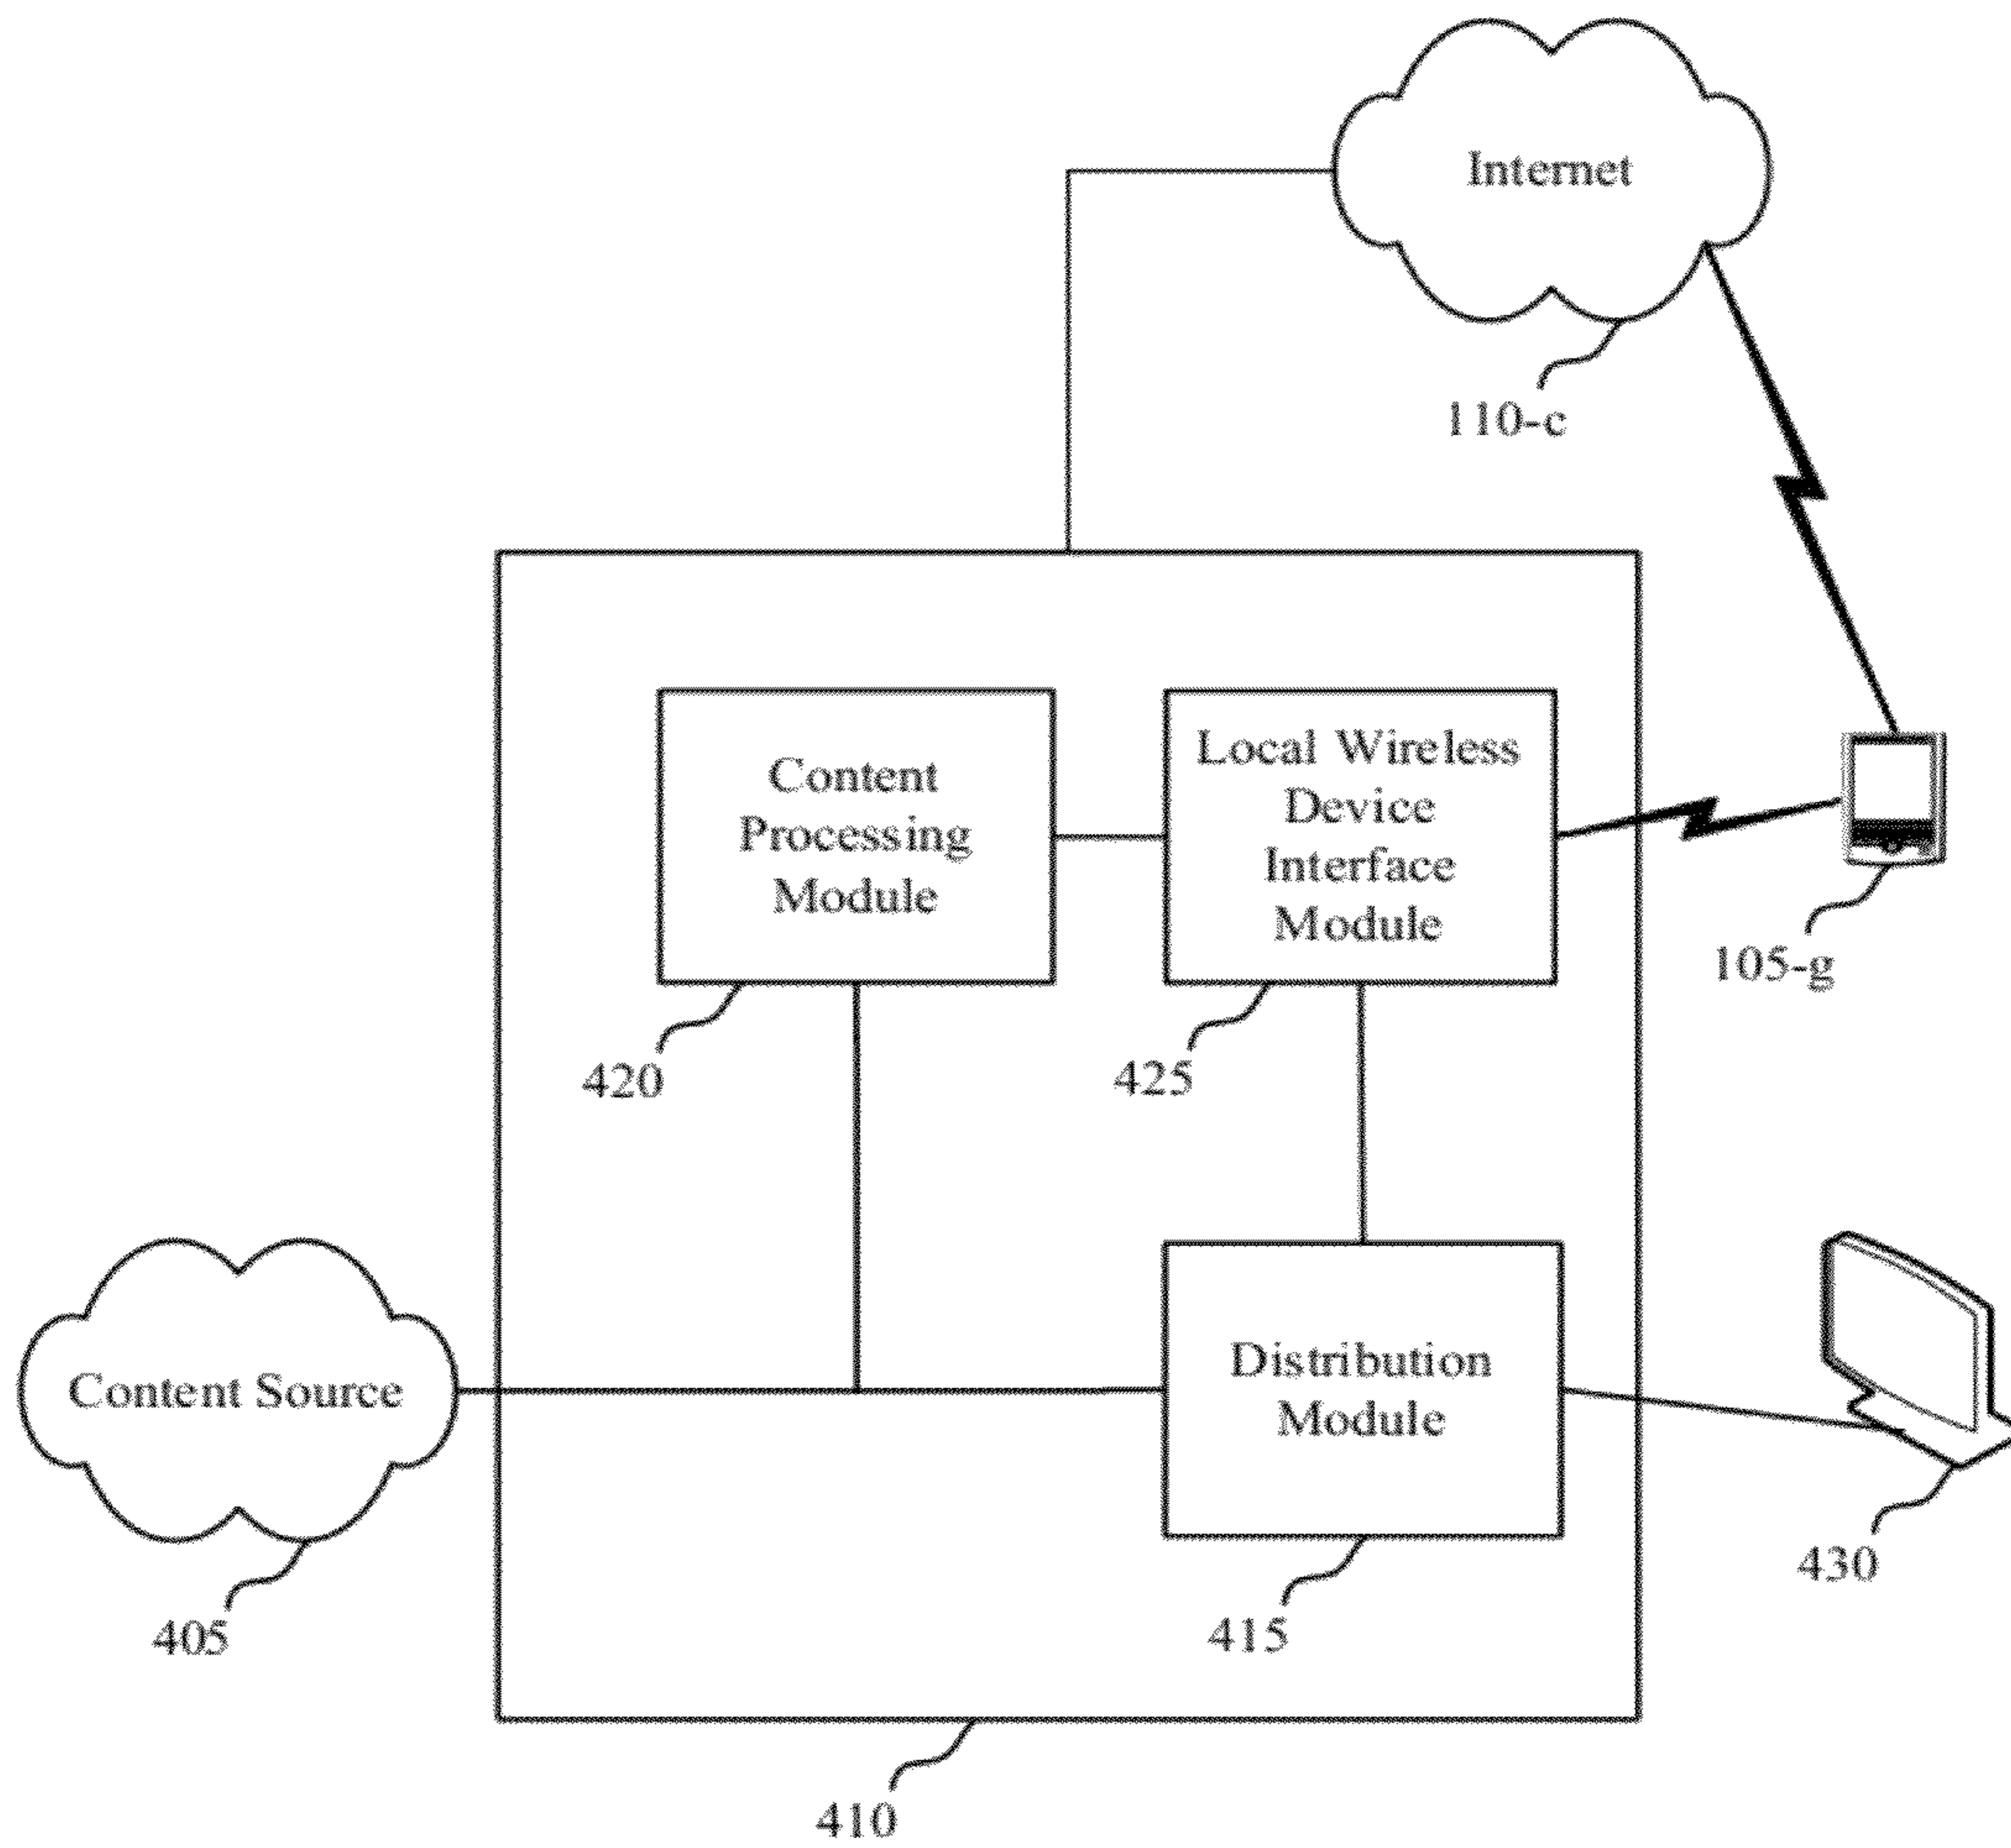 Internet
110-c
Content
Processing
Module
Local Wireless
Device
Interface
Module
105-g
420
425
Content Source
Distribution
Module
430
405
415
410